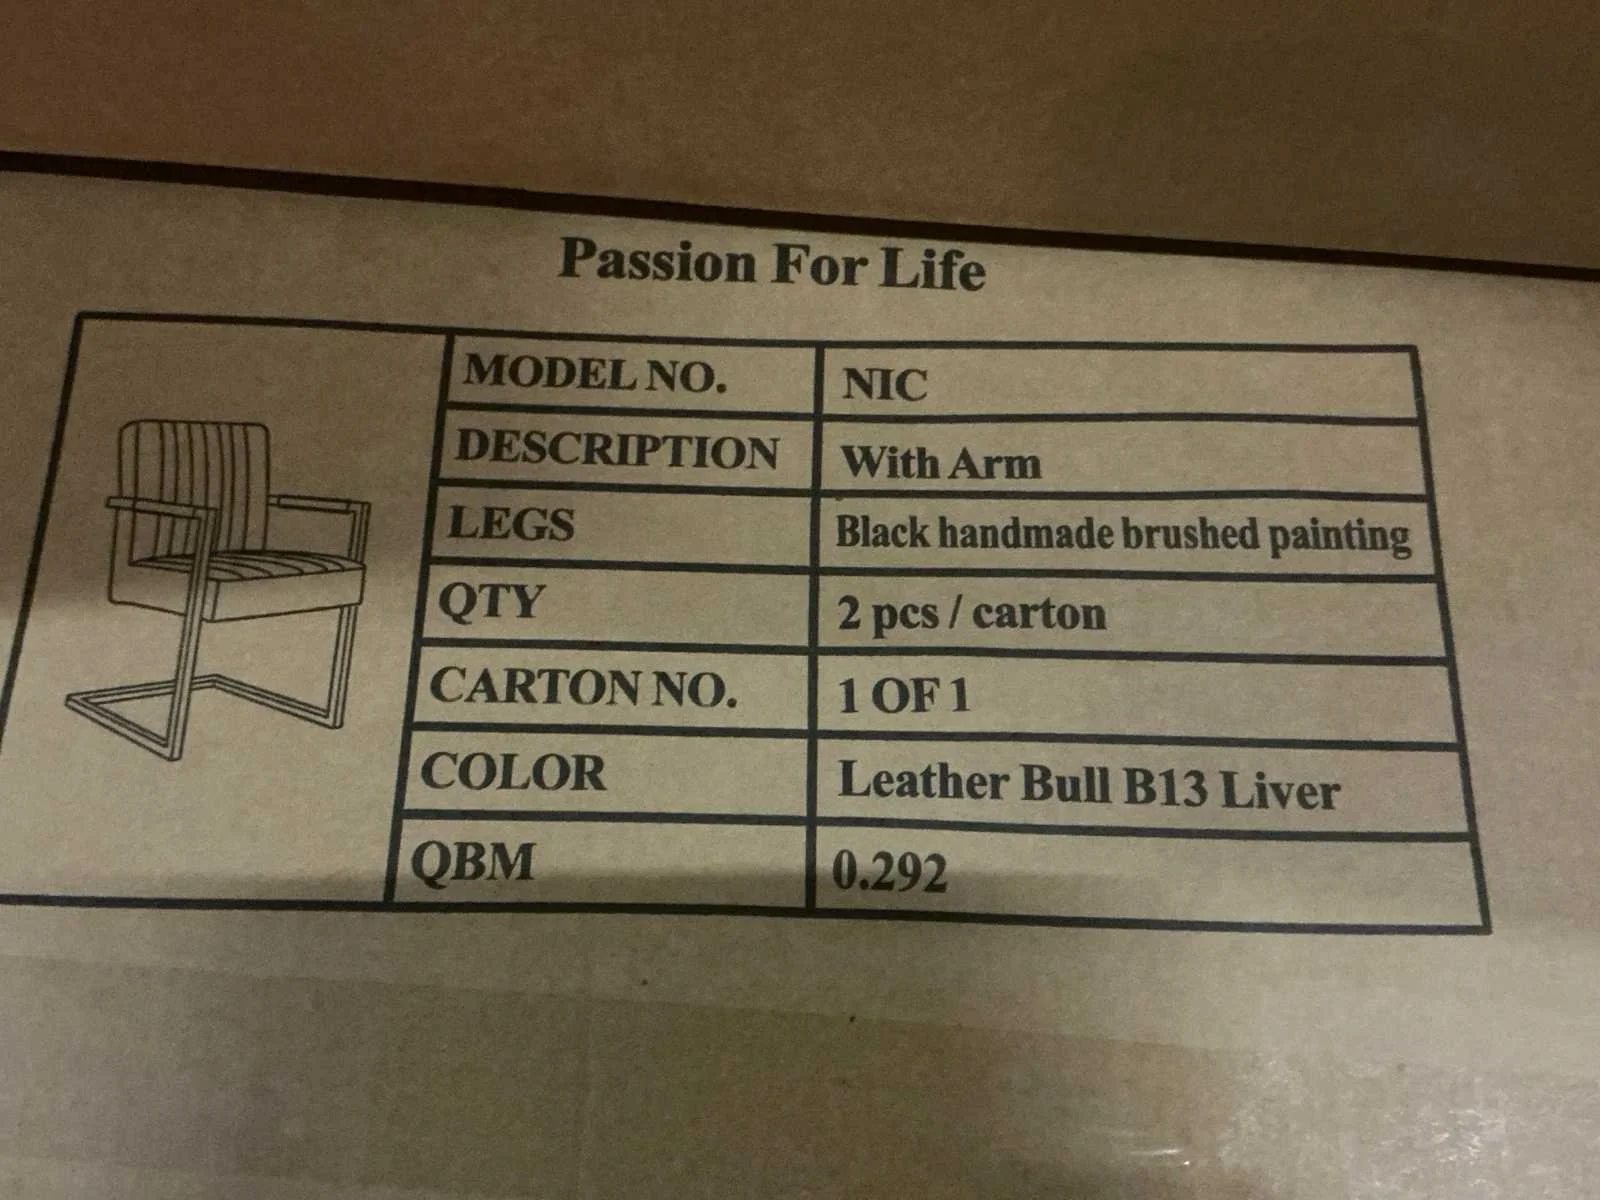 Passion For Life
MODEL NO. NIC
DESCRIPTION With Arm
LEGS Black handmade brushed painting
QTY 2 pcs / carton
CARTON NO. 1 OF 1
COLOR Leather Bull B13 Liver
QBM 0.292